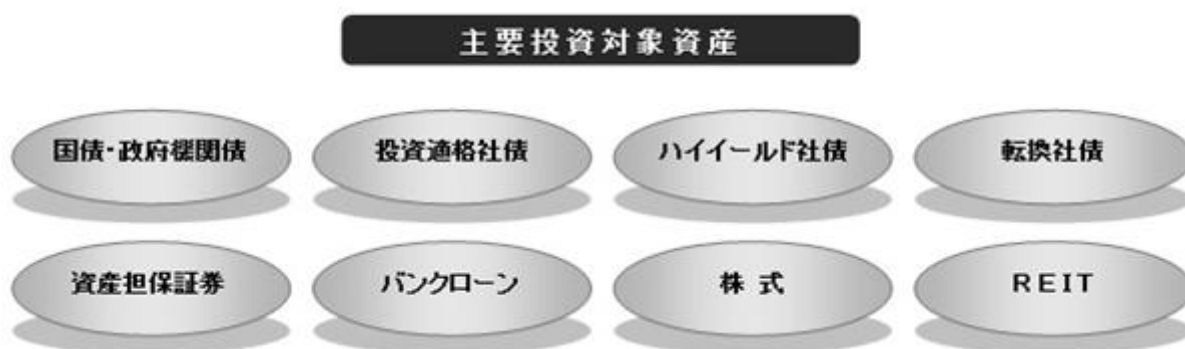 主要投資対象資産
国債・政府機関債
投資適格社債
ハイイールド社債
転換社債
資産担保証券
バンクローン
株式
REIT